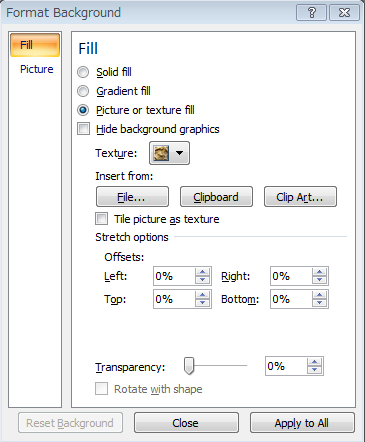 Format Background
Fill
Picture
Fill
Solid fill
Gradient fill
Picture or texture fill
Hide background graphics
Texture:
Insert from:
File... Clipboard Clip Art...
Tile picture as texture
Stretch options
Offsets:
Left: 0% Right: 0%
Top: 0% Bottom: 0%
Transparency: 0%
Rotate with shape
Reset Background Close Apply to All